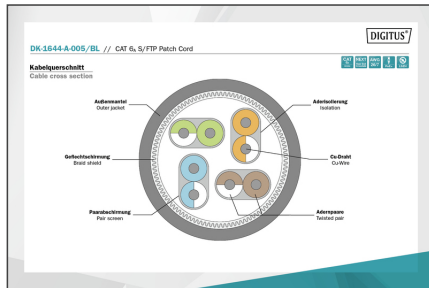 DIGITUS®
DK-1644-A-005/BL // CAT 6A S/FTP Patch Cord
Kabelquerschnitt
Cable cross section
Außenmantel
Outer jacket
Aderisolierung
Isolation
Geflechtschirmung
Braid shield
Cu-Draht
Cu-Wire
Paarabschirmung
Pair screen
Adernpaare
Twisted pair